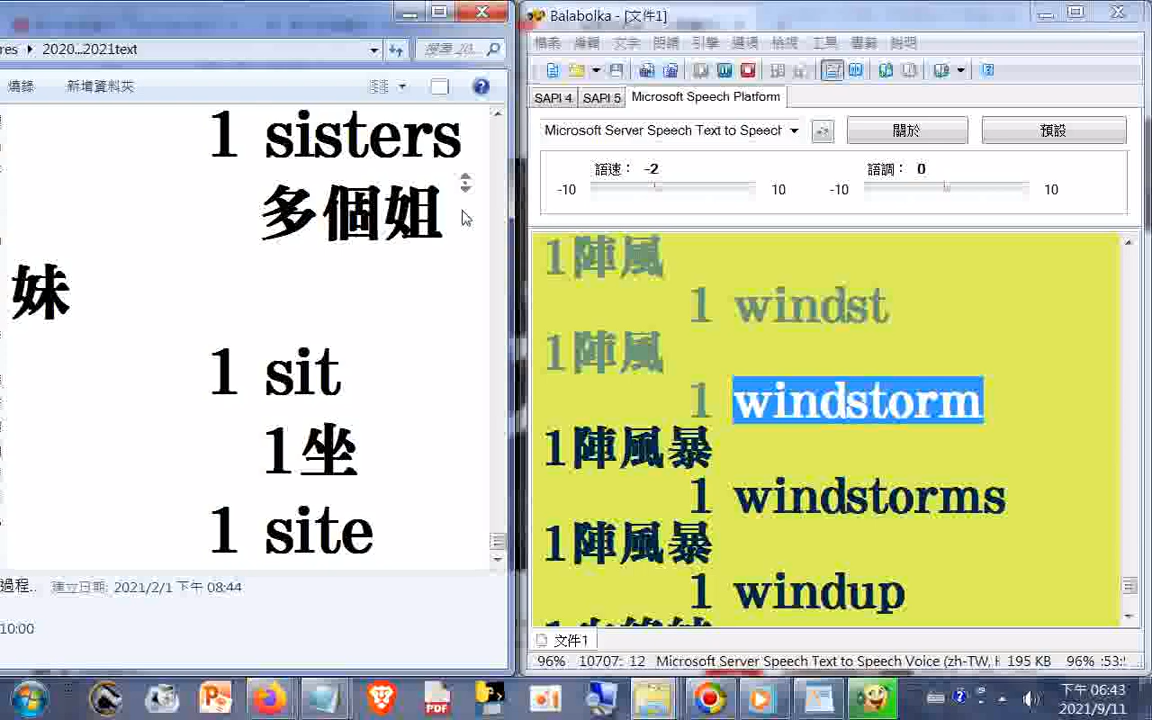 res ▸ 2020...2021text
新增資料夾
1 sisters
多個姐
妹
1 sit
1坐
1 site
過程.. 建立日期: 2021/2/1 下午 08:44
10:00
Balabolka - [文件1]
檔案 編輯 文字 朗讀 引擎 選項 檢視 工具 書籤 說明
SAPI 4 SAPI 5 Microsoft Speech Platform
Microsoft Server Speech Text to Speech
關於
預設
語速： -2
語調： 0
-10 10 -10 10
1陣風
1 windst
1陣風
1 windstorm
1陣風暴
1 windstorms
1陣風暴
1 windup
文件1
96% 10707: 12 Microsoft Server Speech Text to Speech Voice (zh-TW, H 195 KB 96%
PDF
下午 06:43
2021/9/11